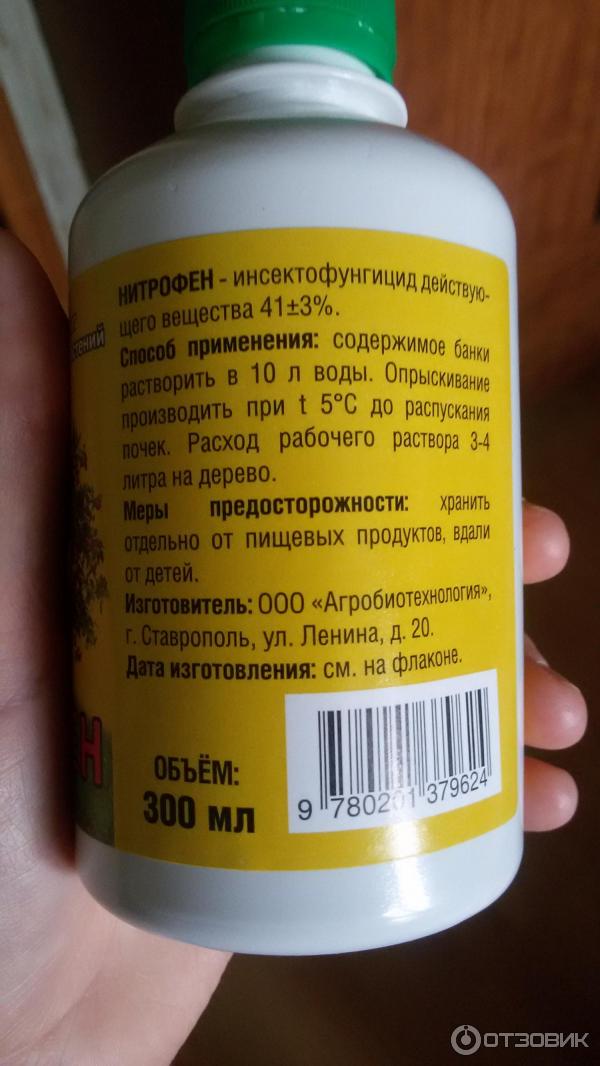 НИТРОФЕН - инсектофунгицид действую-
щего вещества 41±3%.
Способ применения: содержимое банки
растворить в 10 л воды. Опрыскивание
производить при t 5°С до распускания
почек. Расход рабочего раствора 3-4
литра на дерево.
Меры предосторожности: хранить
отдельно от пищевых продуктов, вдали
от детей.
Изготовитель: ООО «Агробиотехнология»,
г. Ставрополь, ул. Ленина, д. 20.
Дата изготовления: см. на флаконе.
ОБЪЁМ:
300 мл
9 780201 379624
ОТЗОВИК